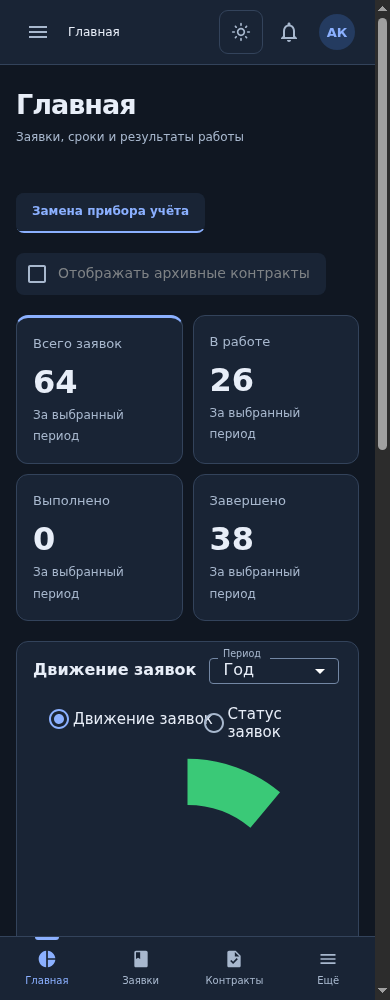 Главная
АК
Главная
Заявки, сроки и результаты работы
Замена прибора учёта
Отображать архивные контракты
Всего заявок
64
За выбранный
период
В работе
26
За выбранный
период
Выполнено
0
За выбранный
период
Завершено
38
За выбранный
период
Движение заявок
Период
Год
Движение заявок
Статус
заявок
Главная
Заявки
Контракты
Ещё